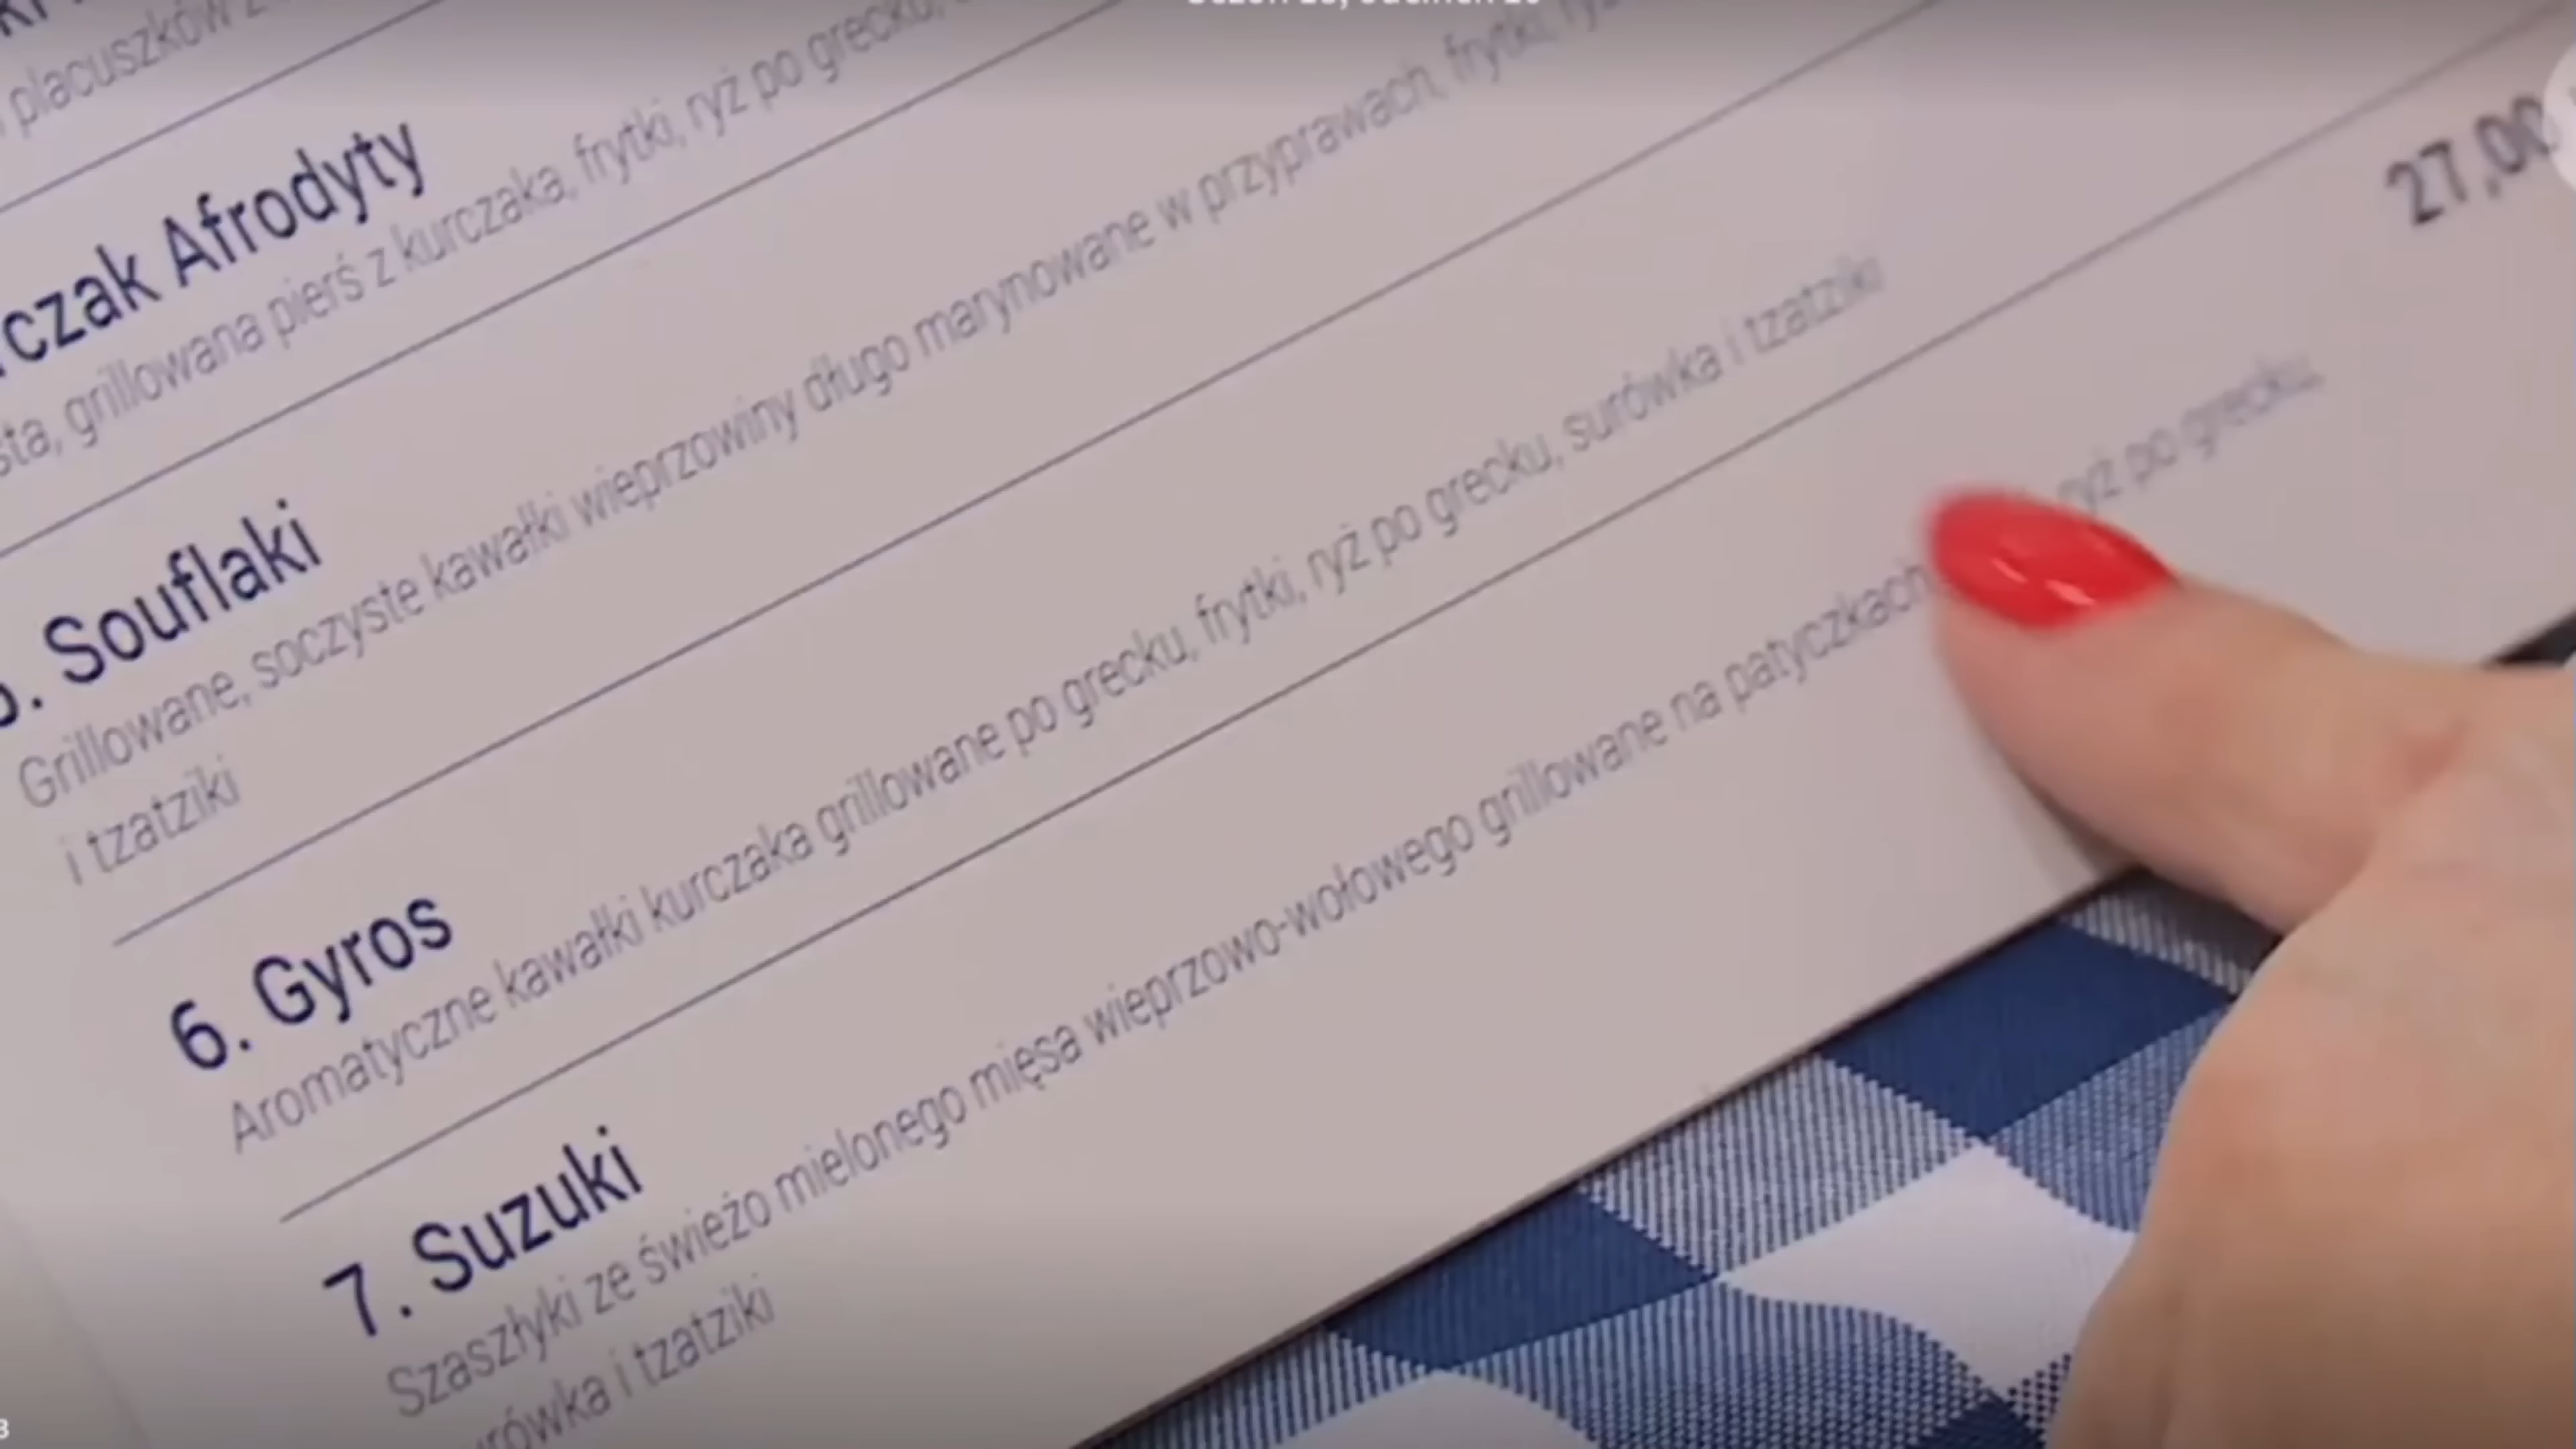 placuszków z
czak Afrodyty
sta, grillowana pierś z kurczaka, frytki, ryż po grecku,
5. Souflaki
Grillowane, soczyste kawałki wieprzowiny długo marynowane w przyprawach, frytki, ryż
i tzatziki
6. Gyros
Aromatyczne kawałki kurczaka grillowane po grecku, frytki, ryż po grecku, surówka i tzatziki
27,00
7. Suzuki
Szaszłyki ze świeżo mielonego mięsa wieprzowo-wołowego grillowane na patyczkach ryż po grecku,
urówka i tzatziki